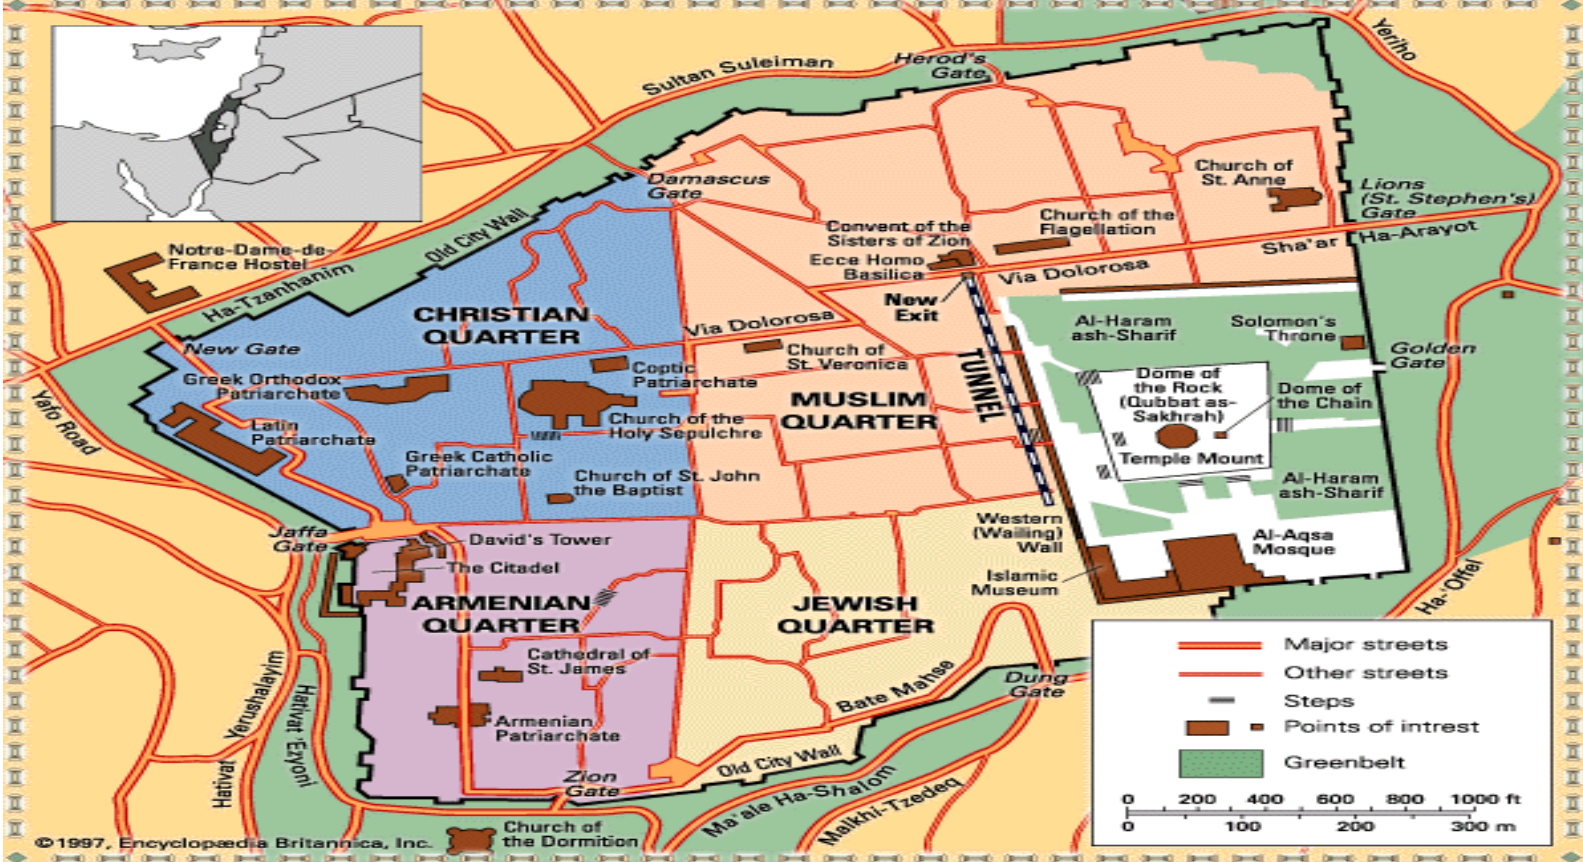 Sultan Suleiman
Herod's
Gate
Yeriho
Damascus
Gate
Church of
St. Anne
Lions
(St. Stephen's)
Gate
Old City Wall
Convent of the
Sisters of Zion
Church of the
Flagellation
Ecce Homo
Basilica
Sha'ar
Ha-Arayot
Via Dolorosa
Notre-Dame-de-
France Hostel
Ha-Tzanhanim
New
Exit
CHRISTIAN
QUARTER
Via Dolorosa
Al-Haram
ash-Sharif
Solomon's
Throne
New Gate
Church of
St. Veronica
TUNNEL
Golden
Gate
Greek Orthodox
Patriarchate
Coptic
Patriarchate
Dome of
the Rock
(Qubbat as-
Sakhrah)
Dome of
the Chain
MUSLIM
QUARTER
Yafo Road
Latin
Patriarchate
Church of the
Holy Sepulchre
Temple Mount
Greek Catholic
Patriarchate
Church of St. John
the Baptist
Al-Haram
ash-Sharif
Jaffa
Gate
David's Tower
The Citadel
Western
(Wailing)
Wall
Al-Aqsa
Mosque
Islamic
Museum
Ha-'Offel
ARMENIAN
QUARTER
JEWISH
QUARTER
Cathedral of
St. James
Bate Mahse
Dung
Gate
Hativat Yerushalayim
Hativat 'Ezyoni
Armenian
Patriarchate
Old City Wall
Zion
Gate
Ma'ale Ha-Shalom
Malkhi-Tzedeq
Church of
the Dormition
Major streets
Other streets
Steps
Points of intrest
Greenbelt
0 200 400 600 800 1000 ft
0 100 200 300 m
©1997, Encyclopædia Britannica, Inc.